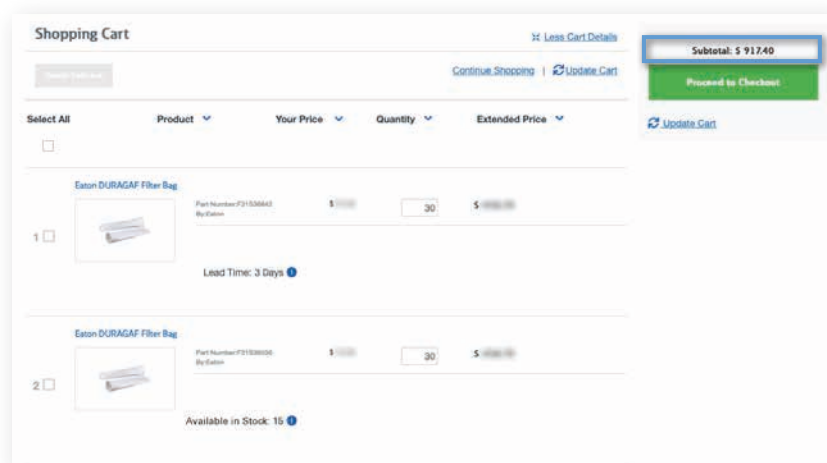 Shopping Cart
Less Cart Details
Continue Shopping | Update Cart
Select All Product Your Price Quantity Extended Price
Eaton DURAGAF Filter Bag
By:Eaton
$
30
$
1
Lead Time: 3 Days
Eaton DURAGAF Filter Bag
By:Eaton
$
30
$
2
Available in Stock: 15
Subtotal: $ 917.40
Proceed to Checkout
Update Cart